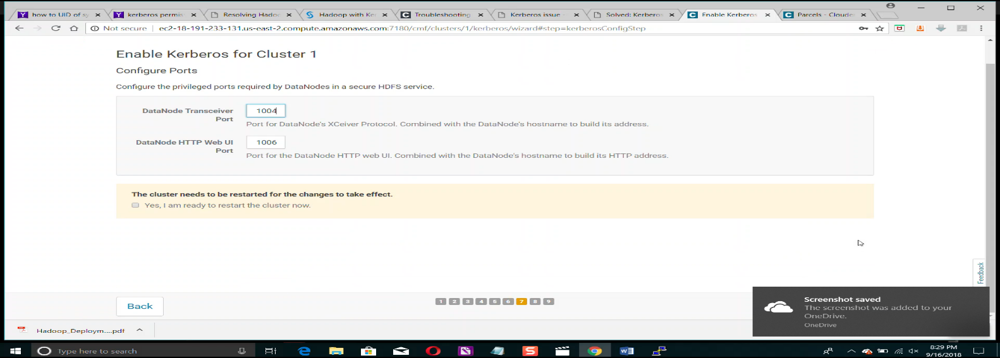 how to UID of sy
kerberos permis
Resolving Hadoo
Hadoop with Ker
Troubleshooting
Kerberos issue -
Solved: Kerberos
Enable Kerberos
Parcels - Clouder
Not secure
ec2-18-191-233-131.us-east-2.compute.amazonaws.com:7180/cmf/clusters/1/kerberos/wizard#step=kerberosConfigStep
Enable Kerberos for Cluster 1
Configure Ports
Configure the privileged ports required by DataNodes in a secure HDFS service.
DataNode Transceiver
Port
1004
Port for DataNode's XCeiver Protocol. Combined with the DataNode's hostname to build its address.
DataNode HTTP Web UI
Port
1006
Port for the DataNode HTTP web UI. Combined with the DataNode's hostname to build its HTTP address.
The cluster needs to be restarted for the changes to take effect.
Yes, I am ready to restart the cluster now.
Feedback
Back
1 2 3 4 5 6 7 8 9
Screenshot saved
The screenshot was added to your
OneDrive.
OneDrive
Hadoop_Deploym....pdf
Type here to search
8:29 PM
9/16/2018